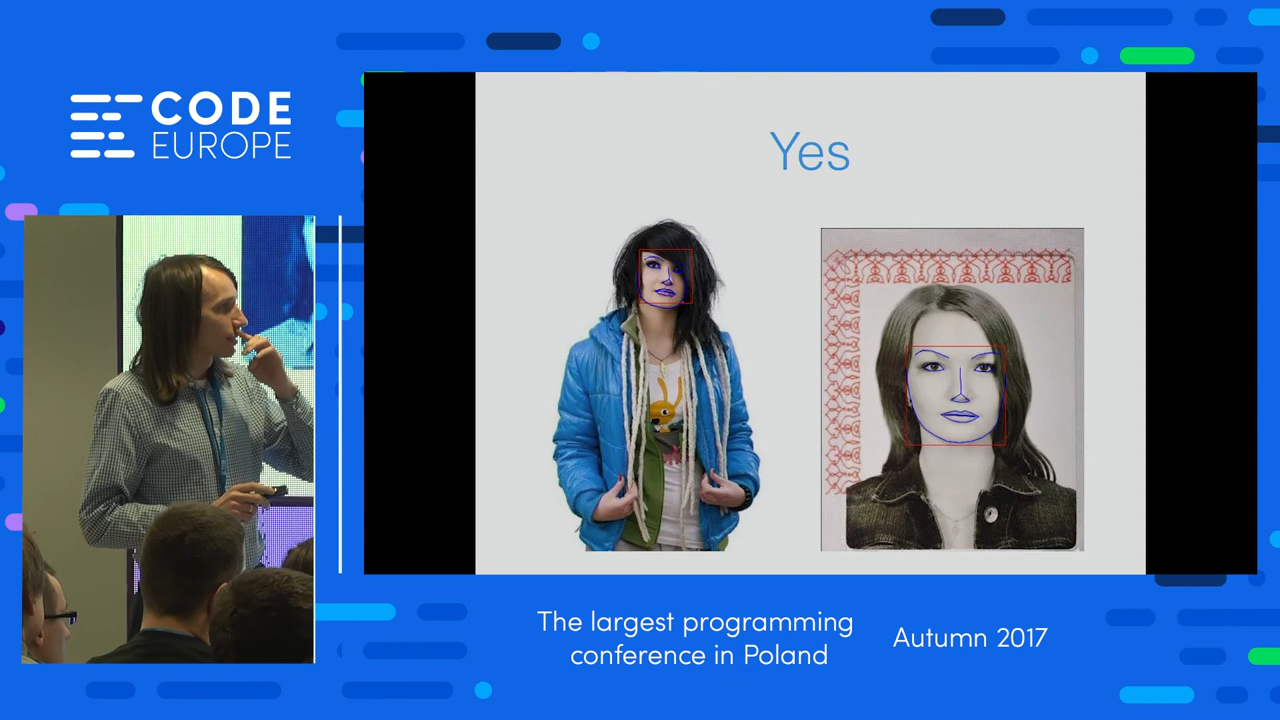 CODE
EUROPE
Yes
The largest programming
conference in Poland
Autumn 2017